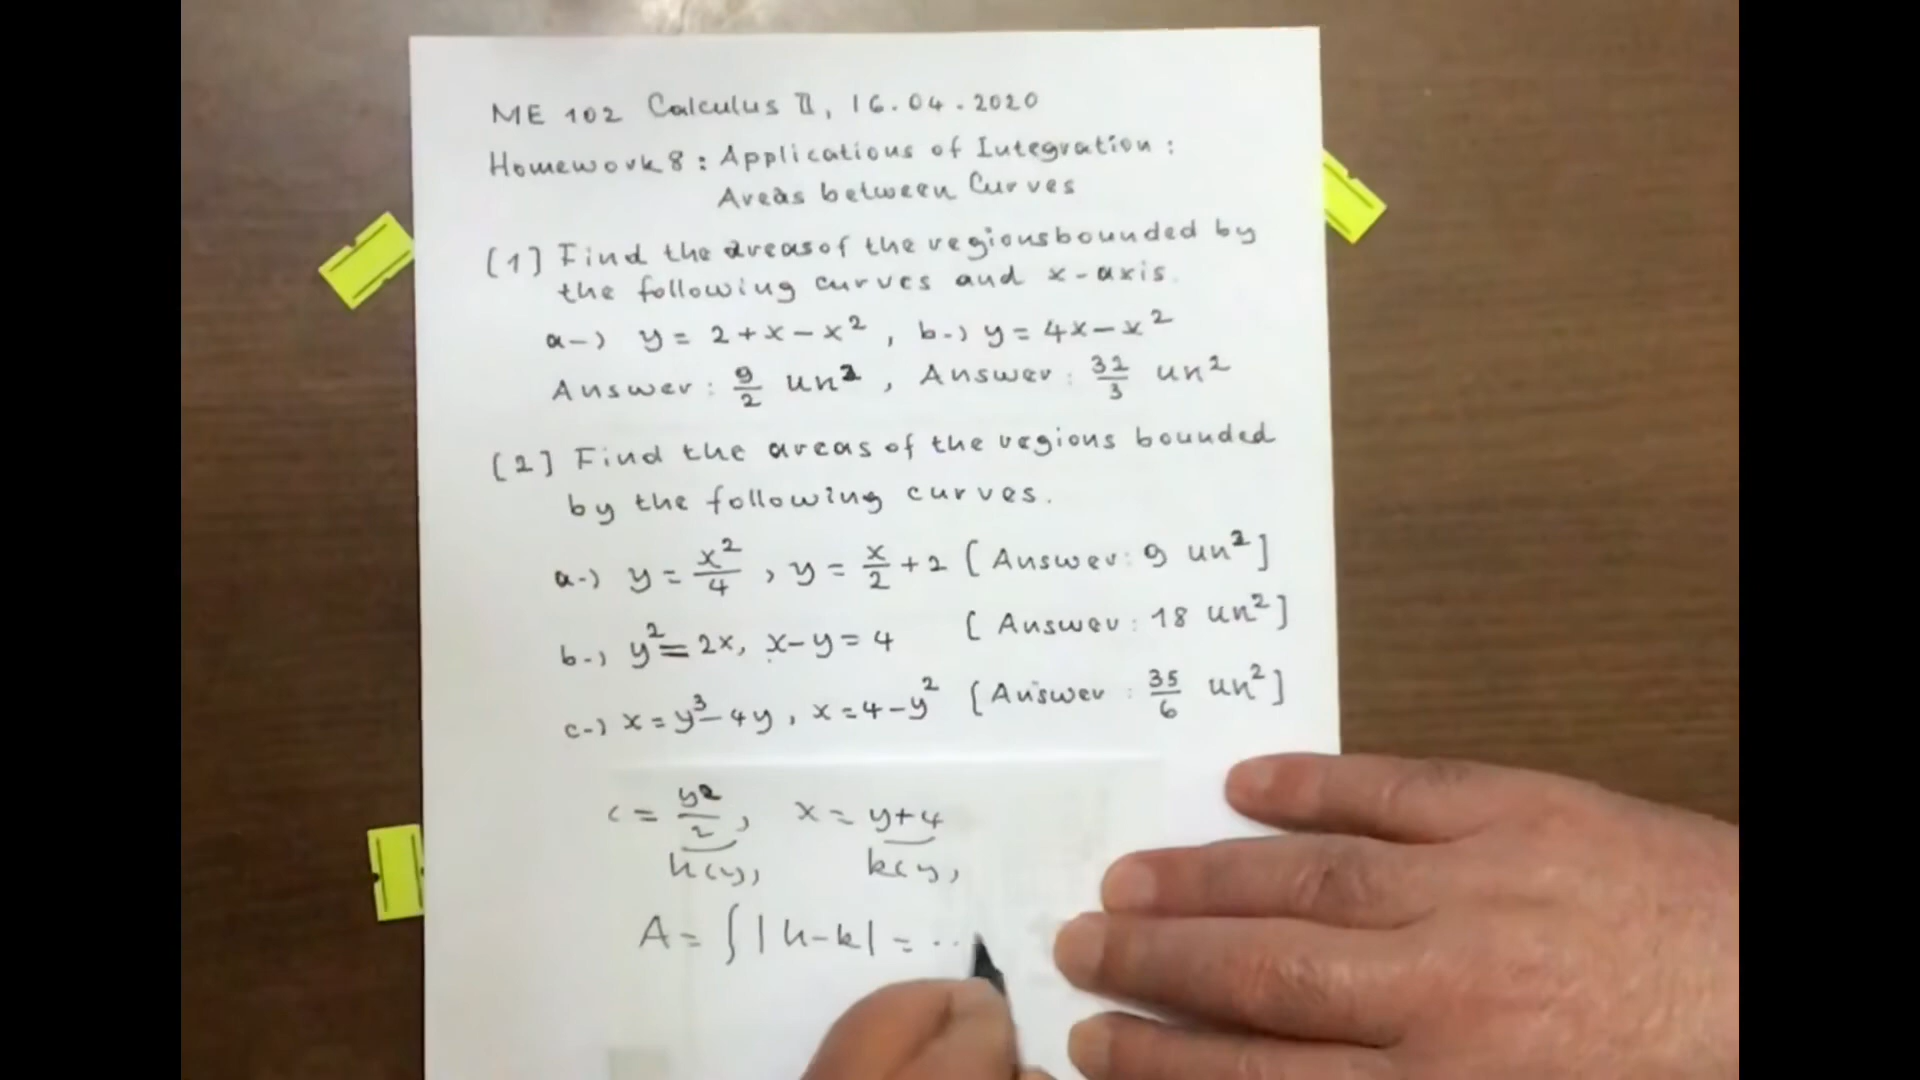 ME 102 Calculus II, 16.04.2020
Homework 8: Applications of Integration:
Areas between Curves
[1] Find the areas of the regions bounded by
the following curves and x-axis.
a-) y = 2+x-x², b-) y = 4x-x²
Answer: 9/2 un², Answer: 32/3 un²
[2] Find the areas of the regions bounded
by the following curves.
a-) y = x²/4, y = x/2 + 2 [Answer: 9 un²]
b-) y² = 2x, x-y = 4 [Answer: 18 un²]
c-) x = y³-4y, x = 4-y² [Answer: 35/6 un²]
= y²/2, x = y+4
h(y) k(y)
A = ∫|h-k| = ...